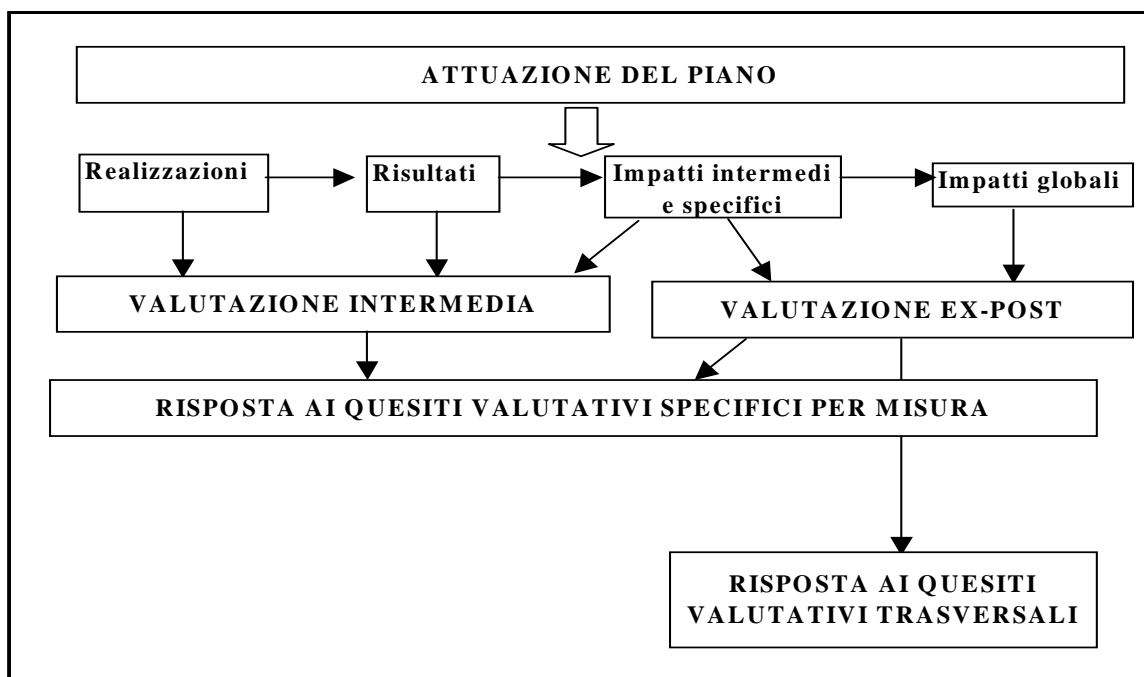 ATTUAZIONE DEL PIANO
Realizzazioni
Risultati
Impatti intermedi
e specifici
Impatti globali
VALUTAZIONE INTERMEDIA
VALUTAZIONE EX-POST
RISPOSTA AI QUESITI VALUTATIVI SPECIFICI PER MISURA
RISPOSTA AI QUESITI
VALUTATIVI TRASVERSALI